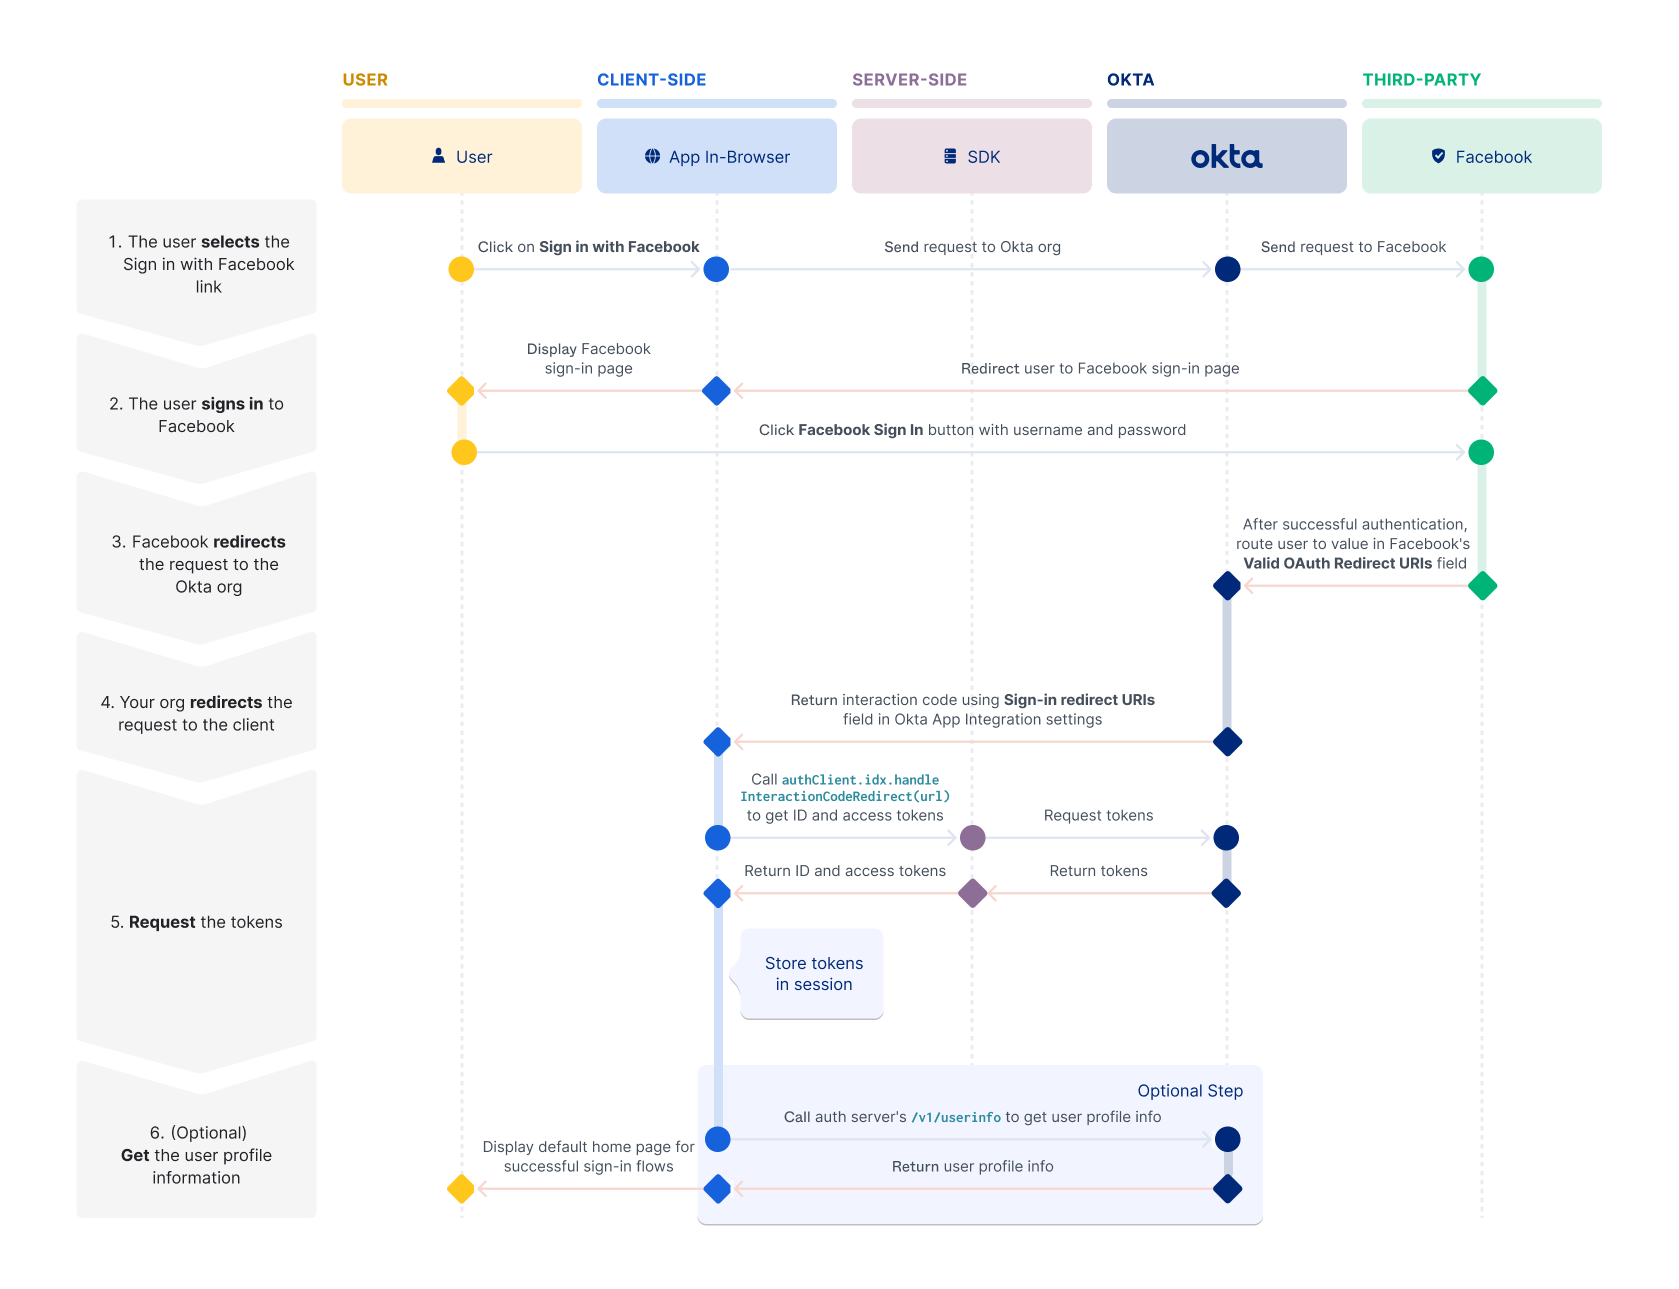 USER
CLIENT-SIDE
SERVER-SIDE
OKTA
THIRD-PARTY
User
App In-Browser
SDK
okta
Facebook
1. The user selects the
Sign in with Facebook
link
Click on Sign in with Facebook
Send request to Okta org
Send request to Facebook
2. The user signs in to
Facebook
Display Facebook
sign-in page
Redirect user to Facebook sign-in page
Click Facebook Sign In button with username and password
3. Facebook redirects
the request to the
Okta org
After successful authentication,
route user to value in Facebook's
Valid OAuth Redirect URIs field
4. Your org redirects the
request to the client
Return interaction code using Sign-in redirect URIs
field in Okta App Integration settings
5. Request the tokens
Call authClient.idx.handle
InteractionCodeRedirect(url)
to get ID and access tokens
Request tokens
Return ID and access tokens
Return tokens
Store tokens
in session
6. (Optional)
Get the user profile
information
Optional Step
Call auth server's /v1/userinfo to get user profile info
Display default home page for
successful sign-in flows
Return user profile info